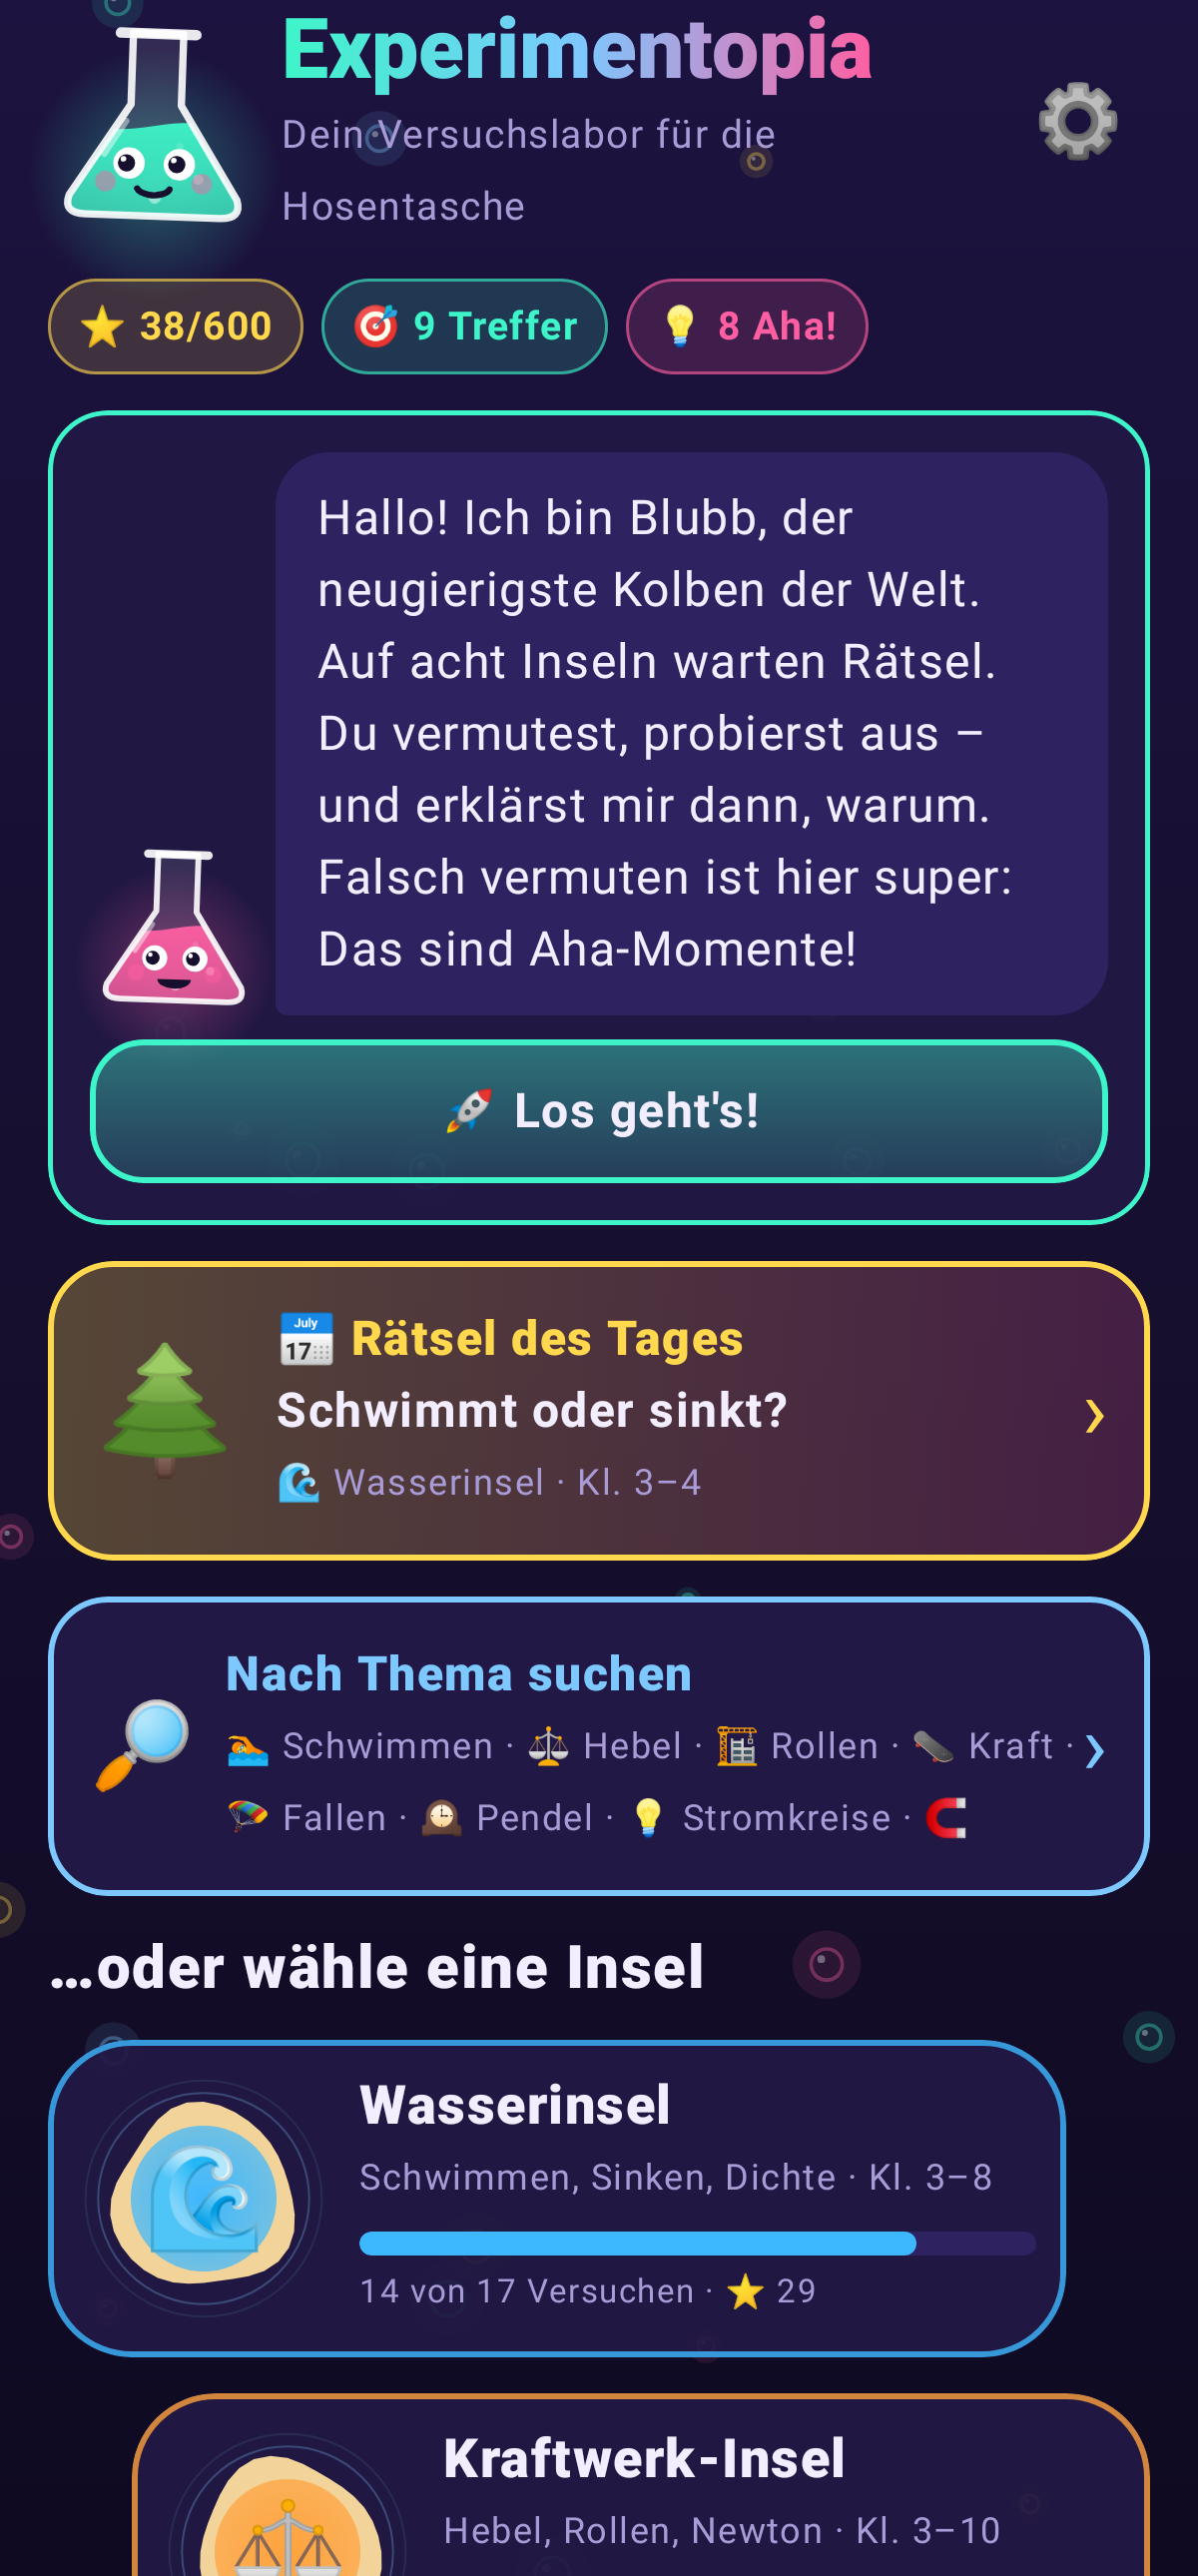 Experimentopia
Dein Versuchslabor für die
Hosentasche
⭐ 38/600
🎯 9 Treffer
💡 8 Aha!
Hallo! Ich bin Blubb, der
neugierigste Kolben der Welt.
Auf acht Inseln warten Rätsel.
Du vermutest, probierst aus –
und erklärst mir dann, warum.
Falsch vermuten ist hier super:
Das sind Aha-Momente!
🚀 Los geht's!
📅 Rätsel des Tages
Schwimmt oder sinkt?
🌊 Wasserinsel · Kl. 3–4
›
Nach Thema suchen
🏊 Schwimmen · ⚖️ Hebel · 🏗️ Rollen · 🛹 Kraft ·
🪂 Fallen · 🕰️ Pendel · 💡 Stromkreise · 🧲
›
…oder wähle eine Insel
Wasserinsel
Schwimmen, Sinken, Dichte · Kl. 3–8
14 von 17 Versuchen · ⭐ 29
Kraftwerk-Insel
Hebel, Rollen, Newton · Kl. 3–10